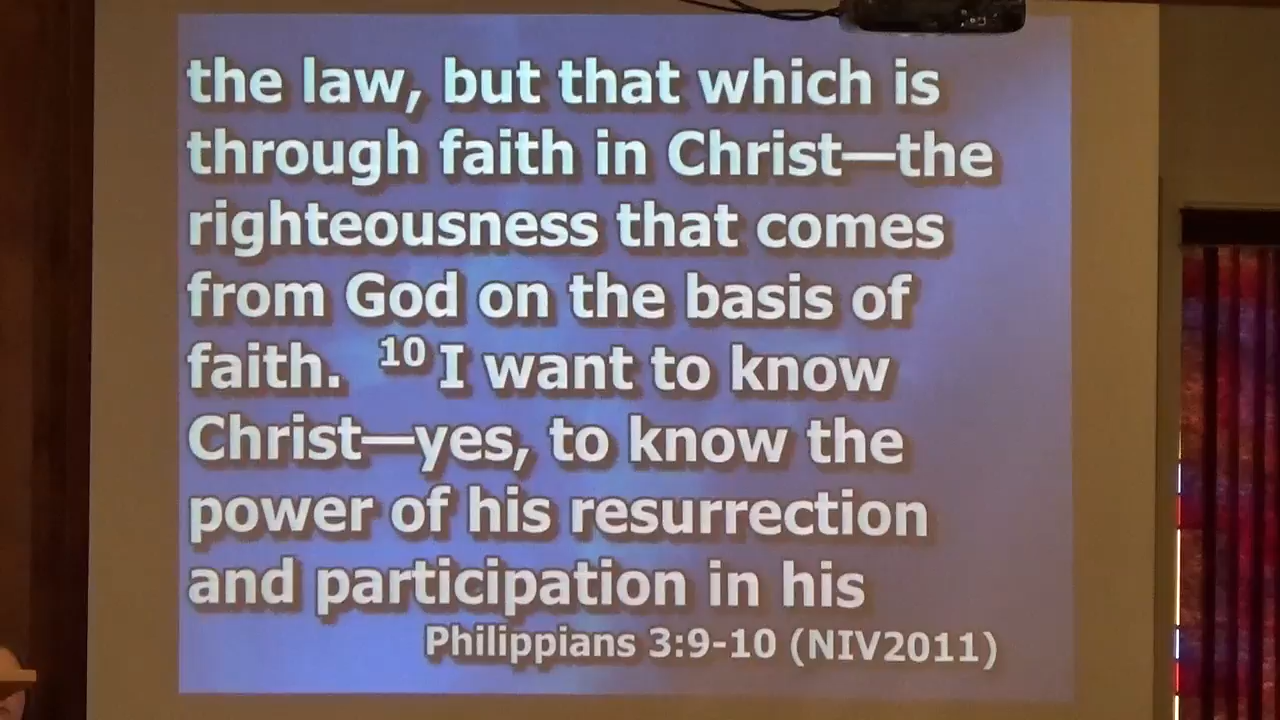 the law, but that which is
through faith in Christ—the
righteousness that comes
from God on the basis of
faith. 10 I want to know
Christ—yes, to know the
power of his resurrection
and participation in his
Philippians 3:9-10 (NIV2011)